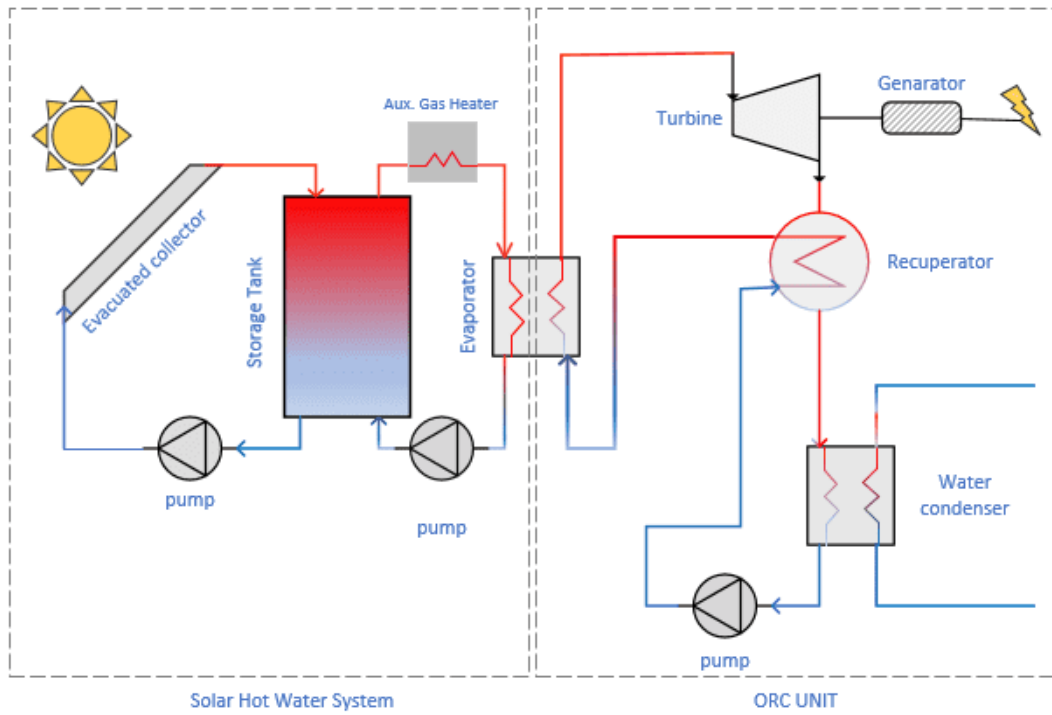 Aux. Gas Heater
Genarator
Turbine
Evacuated collector
Storage Tank
Evaporator
Recuperator
pump
pump
Water
condenser
pump
Solar Hot Water System
ORC UNIT